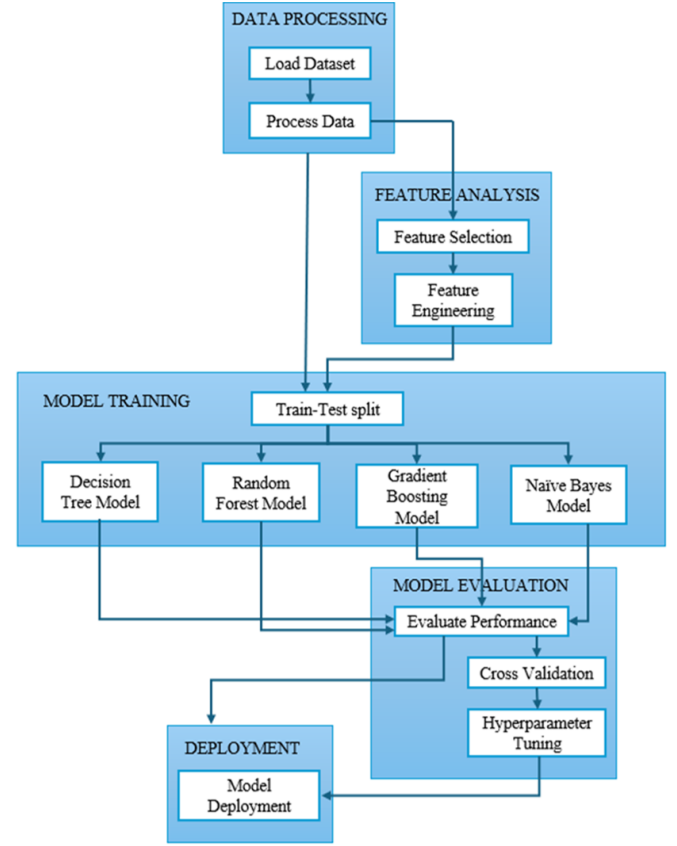 DATA PROCESSING
Load Dataset
Process Data
FEATURE ANALYSIS
Feature Selection
Feature
Engineering
MODEL TRAINING
Train-Test split
Decision
Tree Model
Random
Forest Model
Gradient
Boosting
Model
Naïve Bayes
Model
MODEL EVALUATION
Evaluate Performance
Cross Validation
Hyperparameter
Tuning
DEPLOYMENT
Model
Deployment